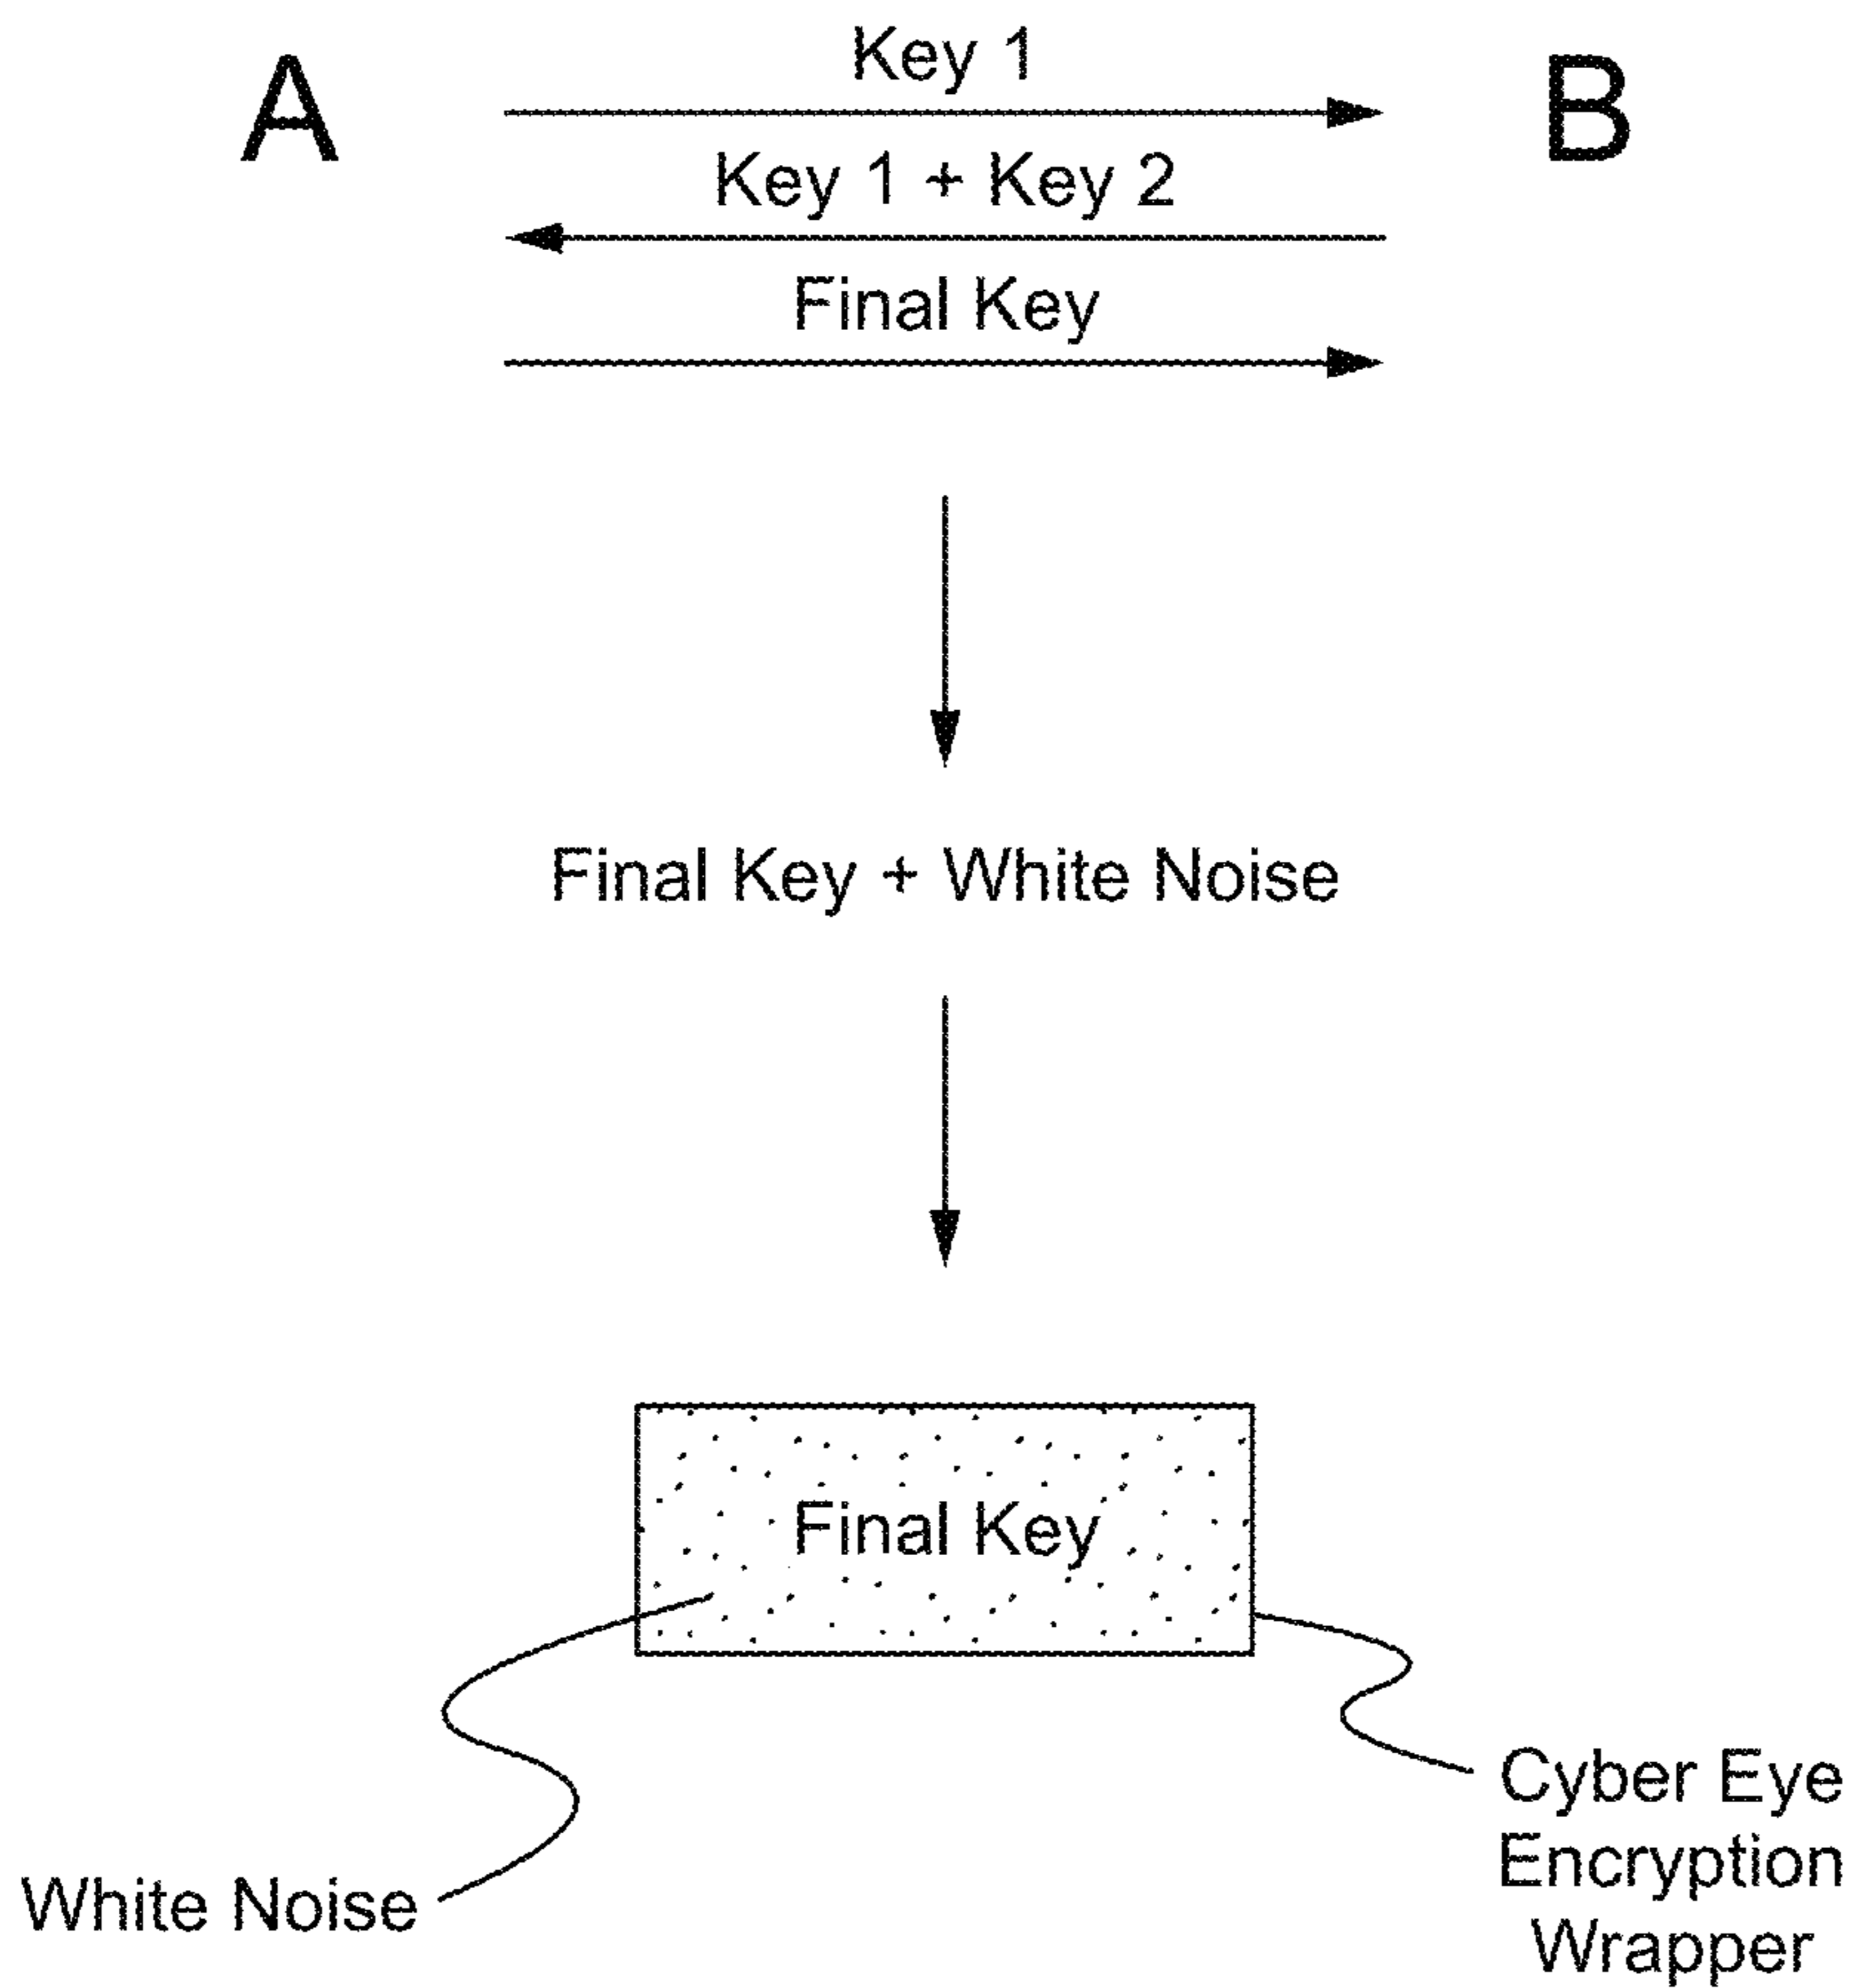 A
Key 1
B
Key 1 + Key 2
Final Key
Final Key + White Noise
Final Key
White Noise
Cyber Eye
Encryption
Wrapper